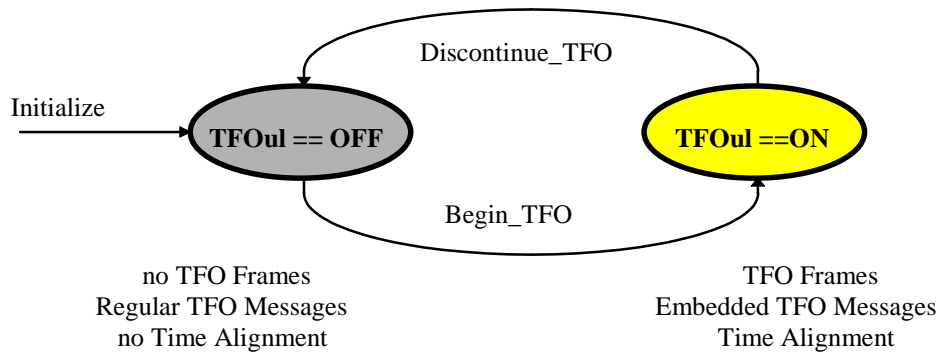 Discontinue_TFO
Initialize
TFOul == OFF
TFOul ==ON
Begin_TFO
no TFO Frames
Regular TFO Messages
no Time Alignment
TFO Frames
Embedded TFO Messages
Time Alignment